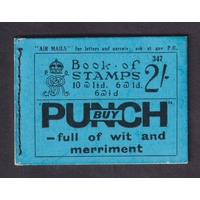 "AIR MAILS" for letters and parcels, ask at any P.O.
347
Book of
STAMPS 2/-
10 @ 1½d. 6 @ 1d.
6 @ ½d
BUY
PUNCH
—full of wit and
merriment